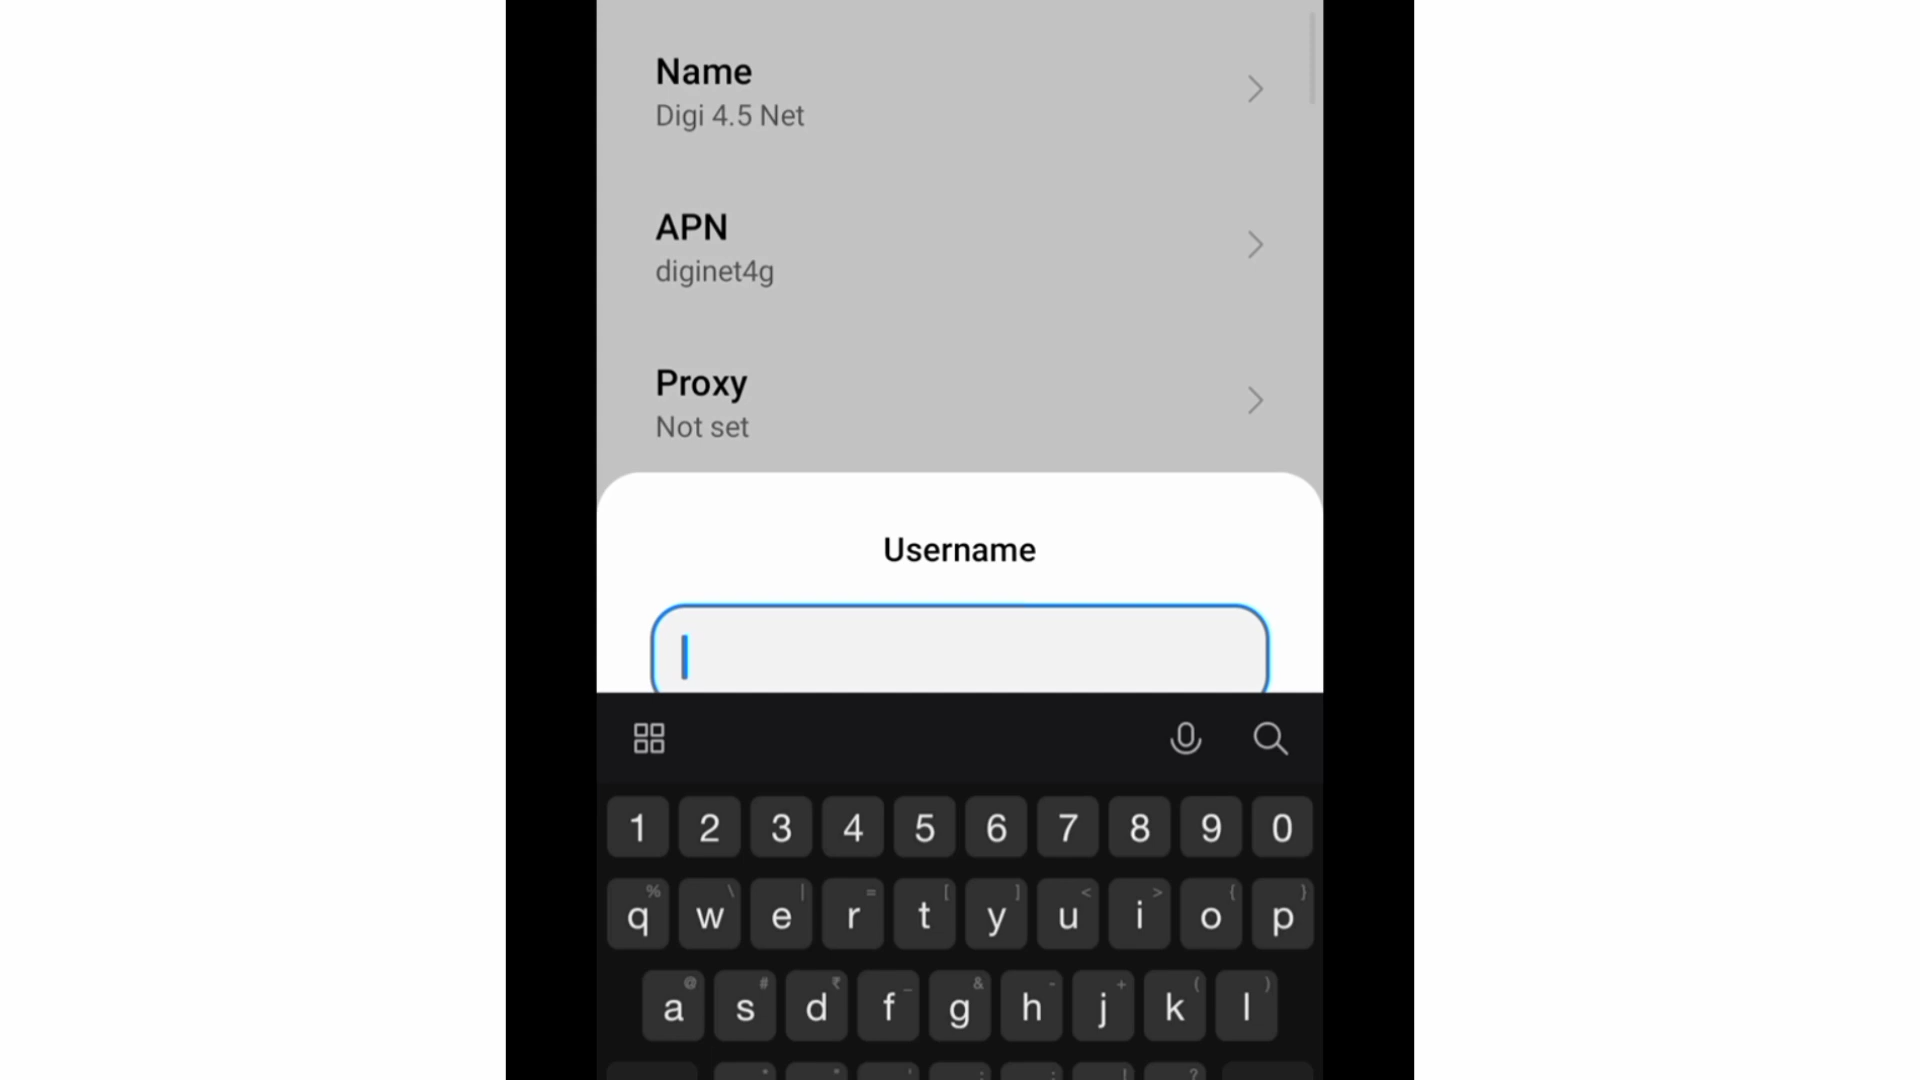 Name
Digi 4.5 Net
APN
diginet4g
Proxy
Not set
Username
1 2 3 4 5 6 7 8 9 0
% \ | = [ ] < > { }
q w e r t y u i o p
@ # ₹ _ & - + ( )
a s d f g h j k l